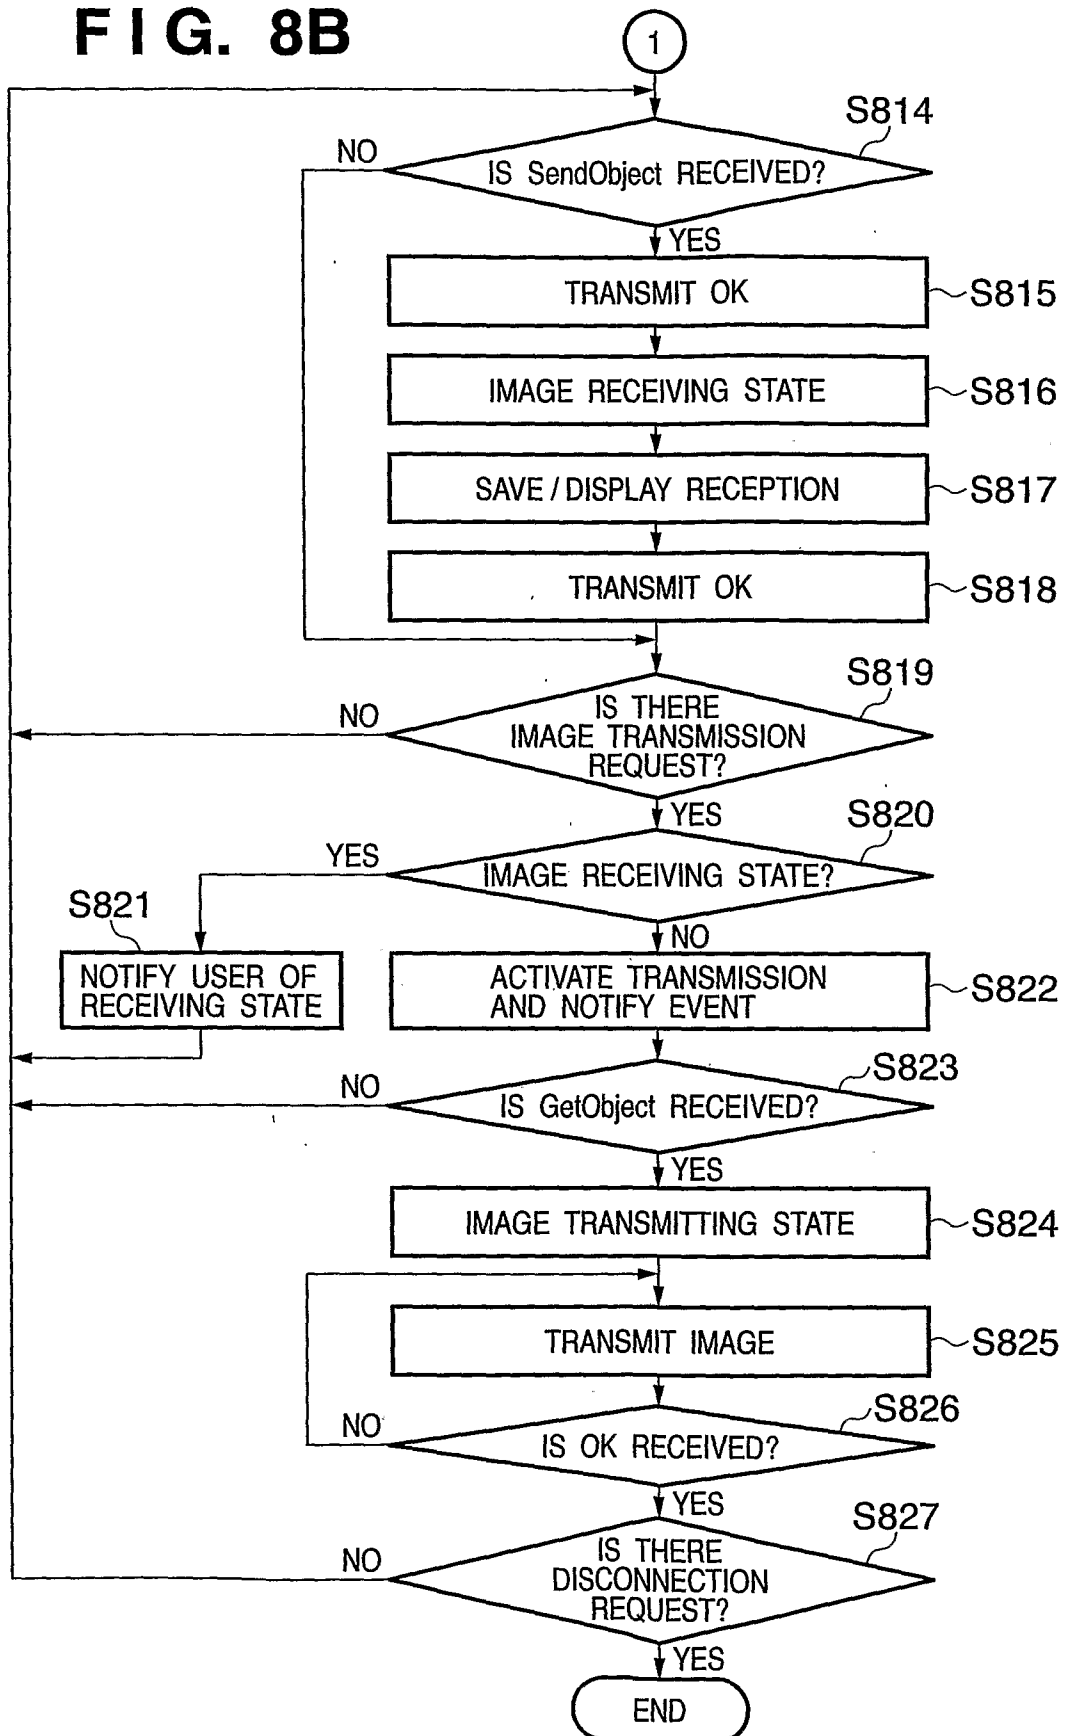 FIG. 8B
1
S814
NO
IS SendObject RECEIVED?
YES
TRANSMIT OK
S815
IMAGE RECEIVING STATE
S816
SAVE / DISPLAY RECEPTION
S817
TRANSMIT OK
S818
S819
NO
IS THERE
IMAGE TRANSMISSION
REQUEST?
YES
S820
YES
IMAGE RECEIVING STATE?
S821
NO
NOTIFY USER OF
RECEIVING STATE
ACTIVATE TRANSMISSION
AND NOTIFY EVENT
S822
S823
NO
IS GetObject RECEIVED?
YES
IMAGE TRANSMITTING STATE
S824
TRANSMIT IMAGE
S825
S826
NO
IS OK RECEIVED?
YES
S827
NO
IS THERE
DISCONNECTION
REQUEST?
YES
END